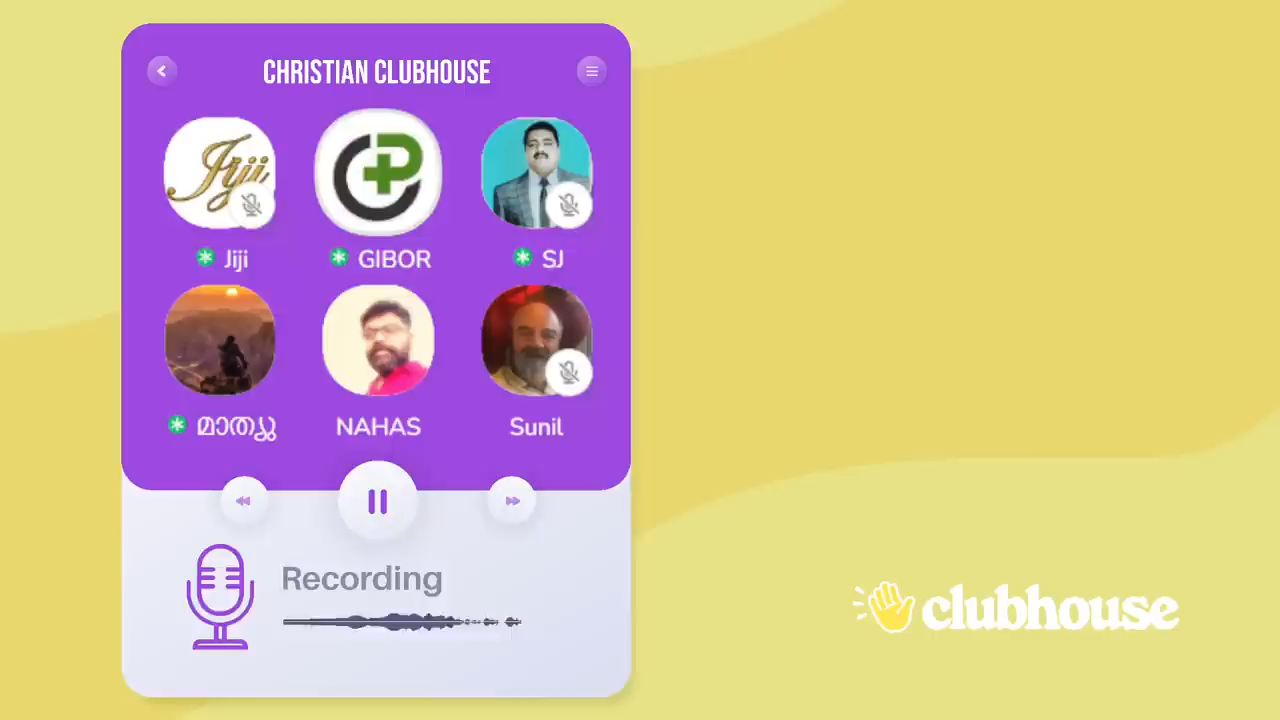 CHRISTIAN CLUBHOUSE
Jiji
Jiji
GIBOR
SJ
മാത്യു
NAHAS
Sunil
Recording
clubhouse